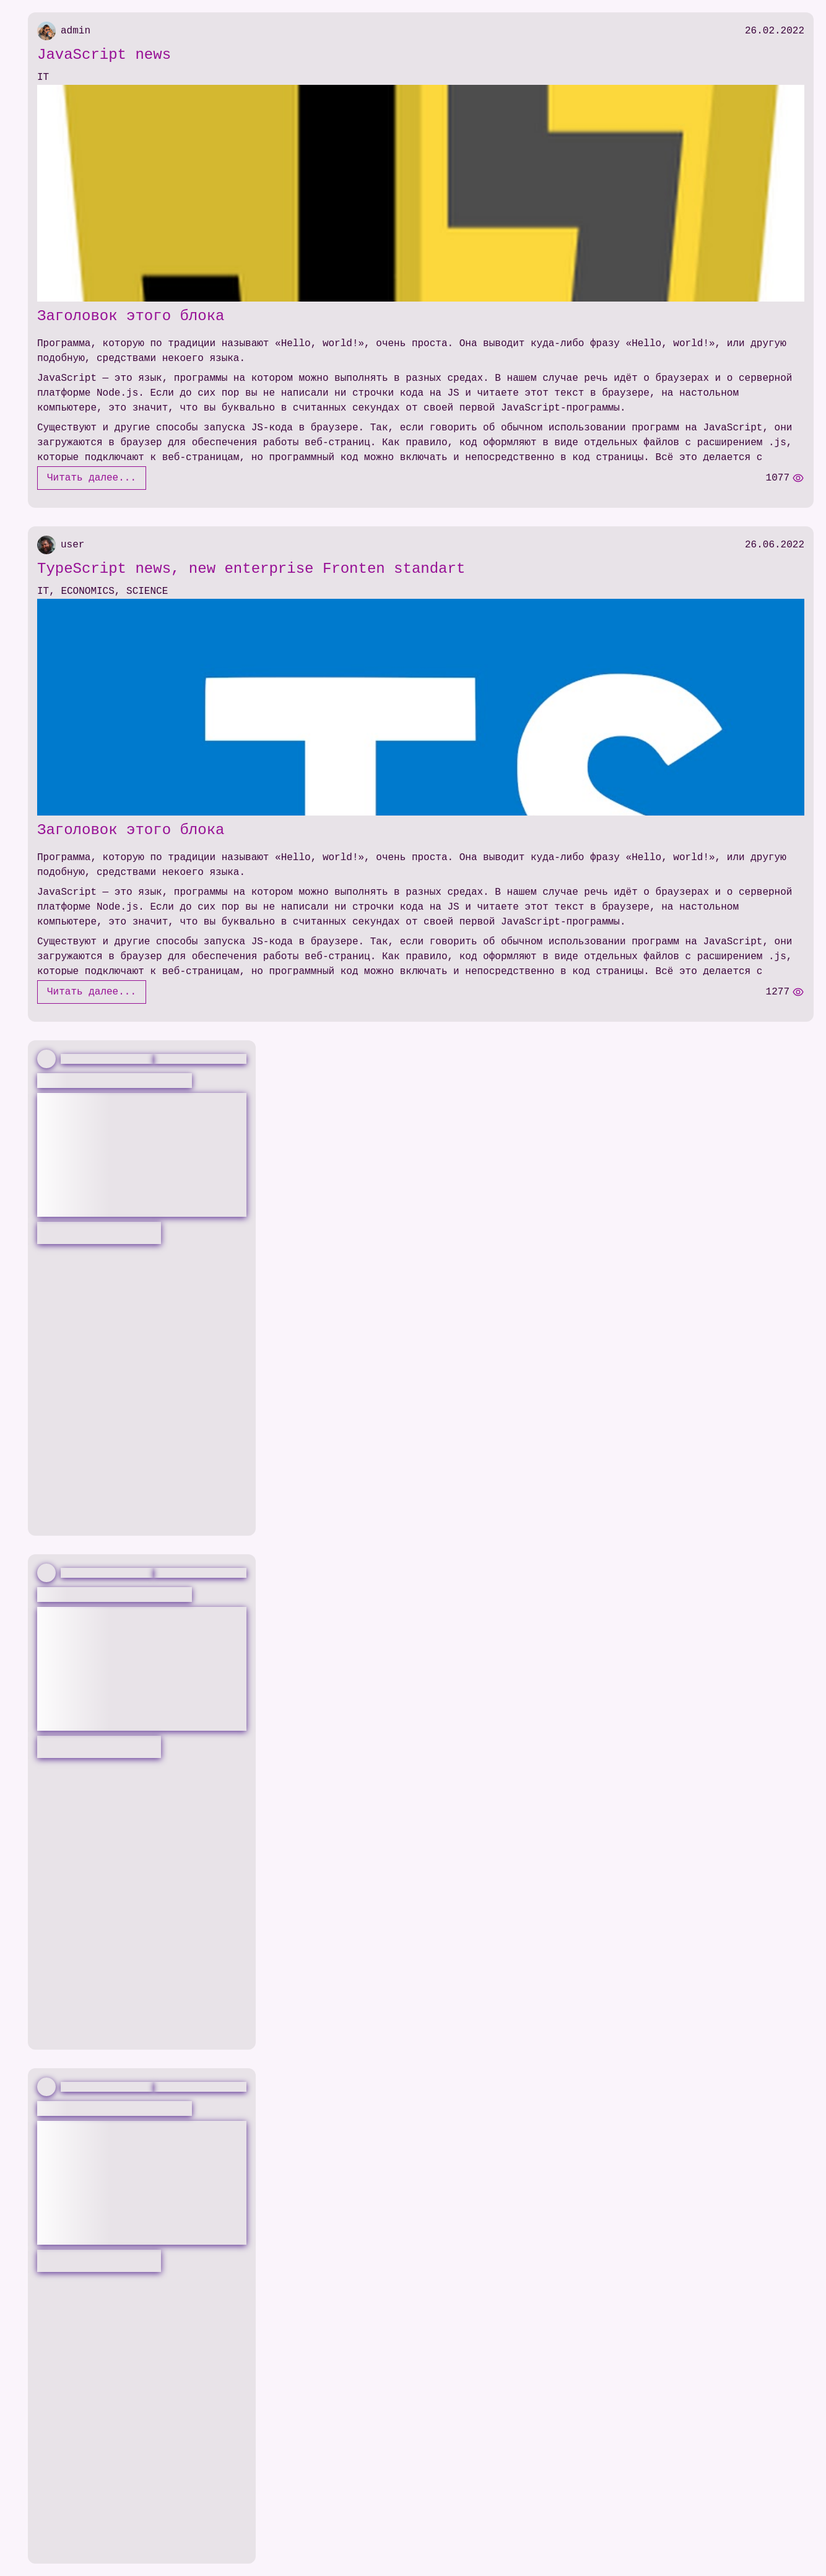 admin 26.02.2022
JavaScript news
IT
Заголовок этого блока
Программа, которую по традиции называют «Hello, world!», очень проста. Она выводит куда-либо фразу «Hello, world!», или другую
подобную, средствами некоего языка.
JavaScript — это язык, программы на котором можно выполнять в разных средах. В нашем случае речь идёт о браузерах и о серверной
платформе Node.js. Если до сих пор вы не написали ни строчки кода на JS и читаете этот текст в браузере, на настольном
компьютере, это значит, что вы буквально в считанных секундах от своей первой JavaScript-программы.
Существуют и другие способы запуска JS-кода в браузере. Так, если говорить об обычном использовании программ на JavaScript, они
загружаются в браузер для обеспечения работы веб-страниц. Как правило, код оформляют в виде отдельных файлов с расширением .js,
которые подключают к веб-страницам, но программный код можно включать и непосредственно в код страницы. Всё это делается с
Читать далее... 1077
user 26.06.2022
TypeScript news, new enterprise Fronten standart
IT, ECONOMICS, SCIENCE
TS
Заголовок этого блока
Программа, которую по традиции называют «Hello, world!», очень проста. Она выводит куда-либо фразу «Hello, world!», или другую
подобную, средствами некоего языка.
JavaScript — это язык, программы на котором можно выполнять в разных средах. В нашем случае речь идёт о браузерах и о серверной
платформе Node.js. Если до сих пор вы не написали ни строчки кода на JS и читаете этот текст в браузере, на настольном
компьютере, это значит, что вы буквально в считанных секундах от своей первой JavaScript-программы.
Существуют и другие способы запуска JS-кода в браузере. Так, если говорить об обычном использовании программ на JavaScript, они
загружаются в браузер для обеспечения работы веб-страниц. Как правило, код оформляют в виде отдельных файлов с расширением .js,
которые подключают к веб-страницам, но программный код можно включать и непосредственно в код страницы. Всё это делается с
Читать далее... 1277